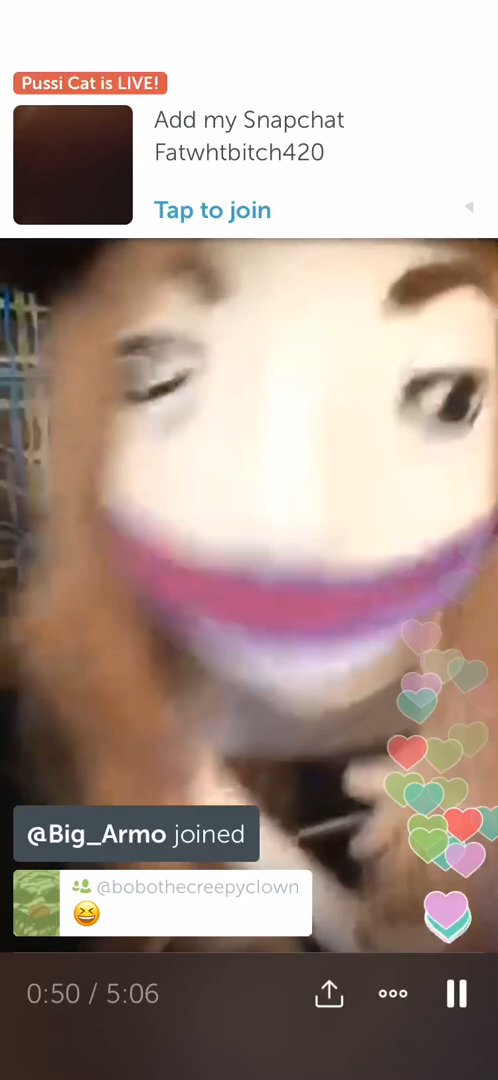 Pussi Cat is LIVE!
Add my Snapchat
Fatwhtbitch420
Tap to join
@Big_Armo joined
@bobothecreepyclown
😆
0:50 / 5:06